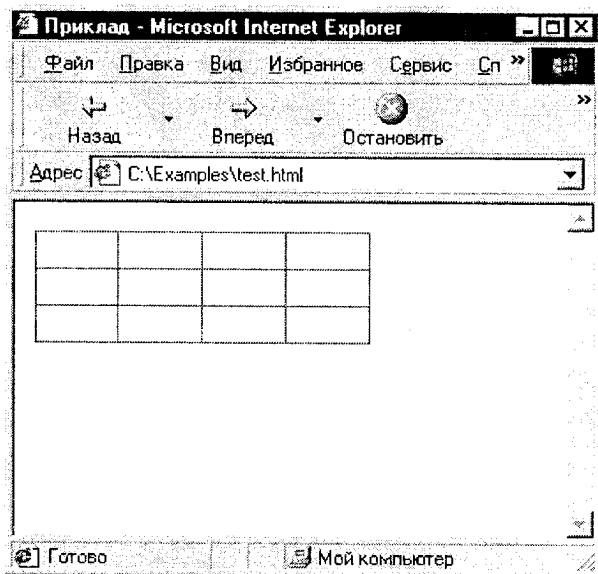 Приклад - Microsoft Internet Explorer
Файл Правка Вид Избранное Сервис Сп »
Назад Вперед Остановить »
Адрес C:\Examples\test.html
Готово Мой компьютер